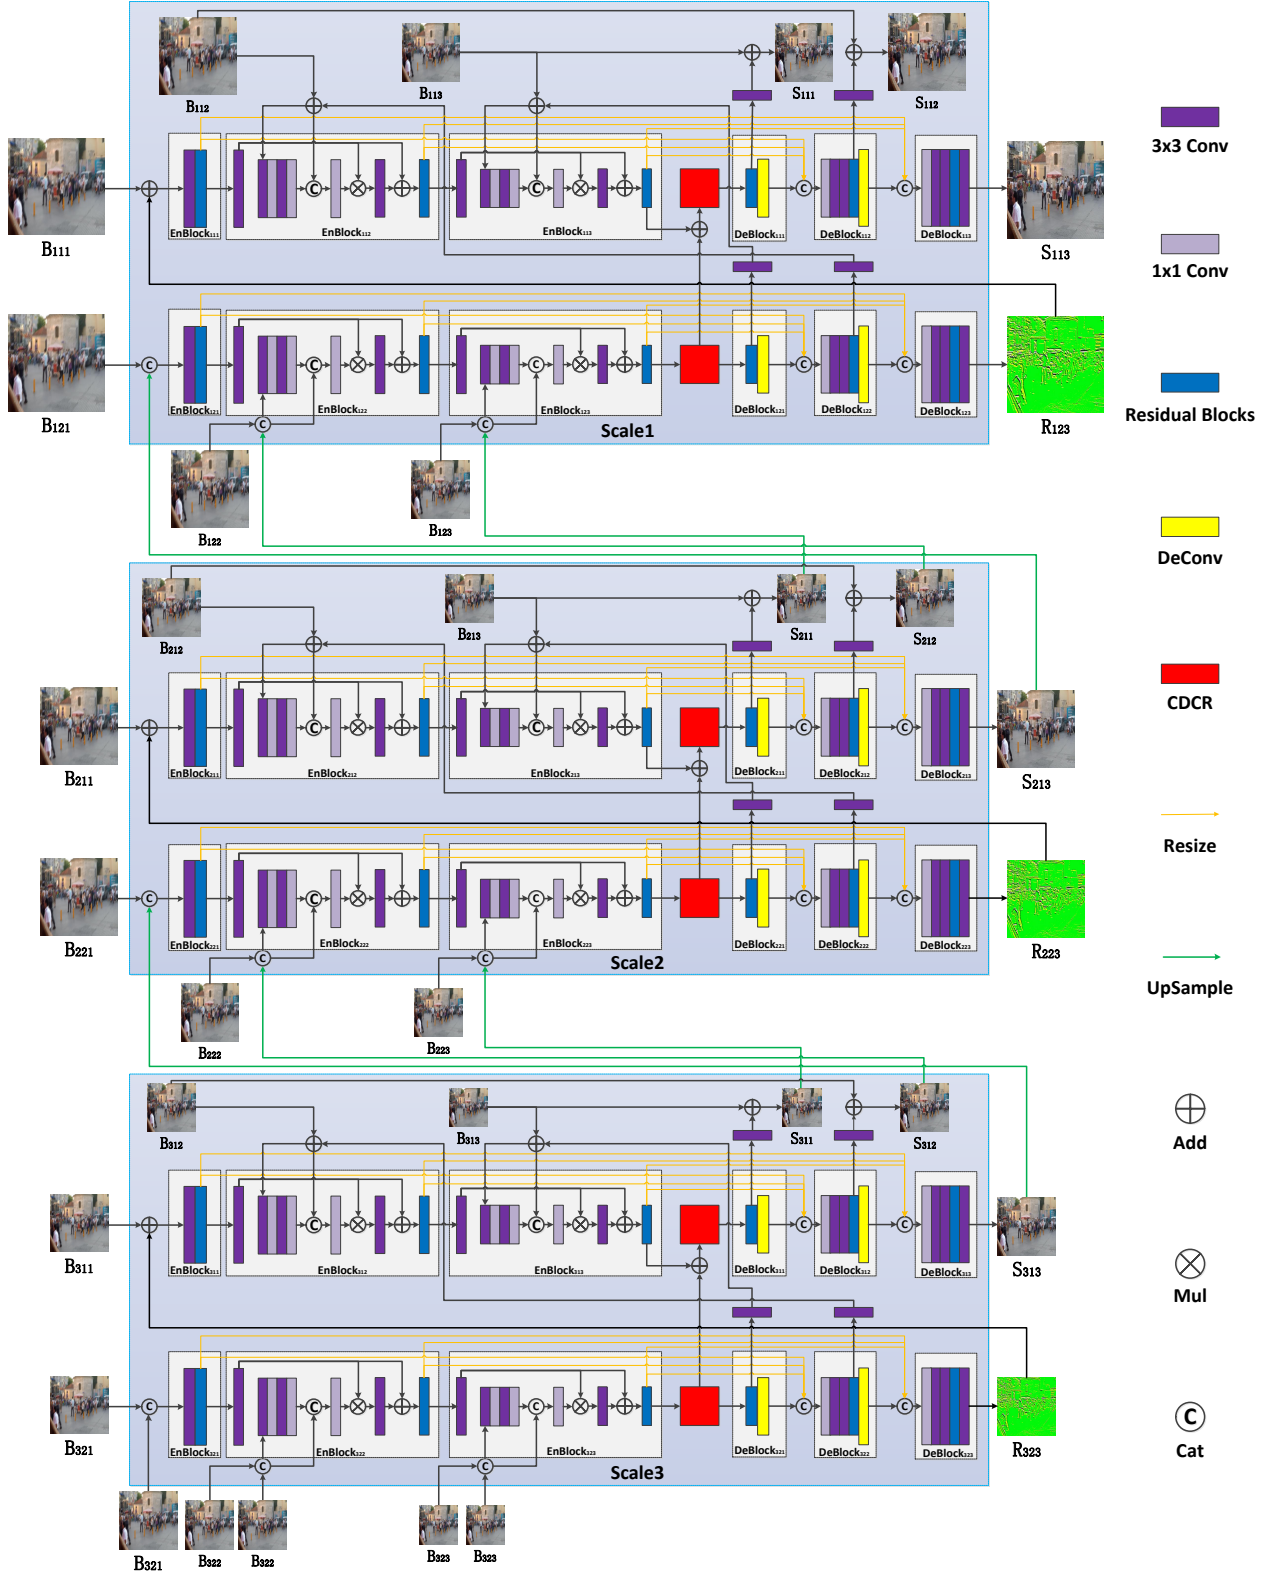 B112
B113
S111
S112
3x3 Conv
B111
EnBlock111
EnBlock112
EnBlock113
DeBlock111
DeBlock112
DeBlock113
S113
1x1 Conv
B121
EnBlock121
EnBlock122
EnBlock123
DeBlock121
DeBlock122
DeBlock123
R123
Residual Blocks
Scale1
B122
B123
DeConv
B212
B213
S211
S212
CDCR
B211
EnBlock211
EnBlock212
EnBlock213
DeBlock211
DeBlock212
DeBlock213
S213
Resize
B221
EnBlock221
EnBlock222
EnBlock223
DeBlock221
DeBlock222
DeBlock223
R223
Scale2
UpSample
B222
B223
B312
B313
S311
S312
Add
B311
EnBlock311
EnBlock312
EnBlock313
DeBlock311
DeBlock312
DeBlock313
S313
Mul
B321
EnBlock321
EnBlock322
EnBlock323
DeBlock321
DeBlock322
DeBlock323
R323
C
Cat
Scale3
B321
B322
B322
B323
B323